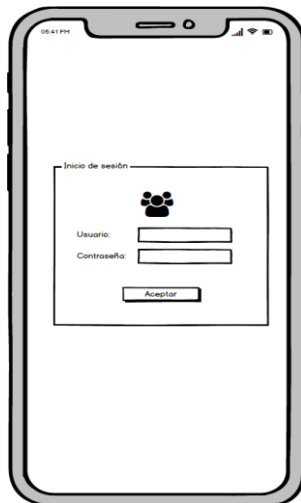 05:41 PM
Inicio de sesión
Usuario:
Contraseña:
Aceptar